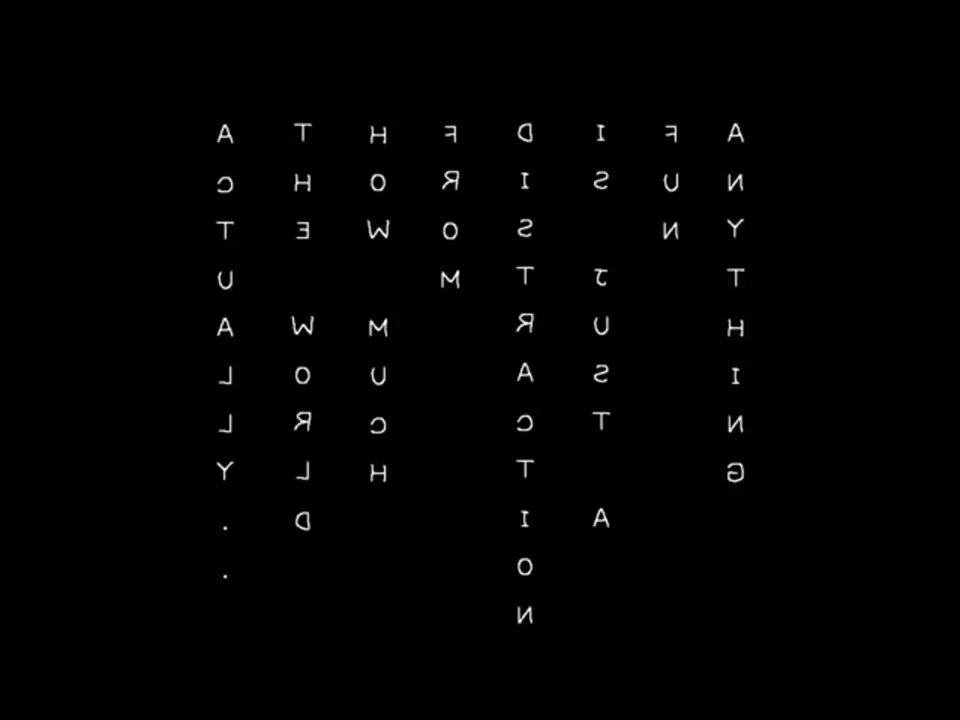 ANYTHING
FUN
IS JUST A
DISTRACTION
FROM
HOW MUCH
THE WORLD
ACTUALLY..